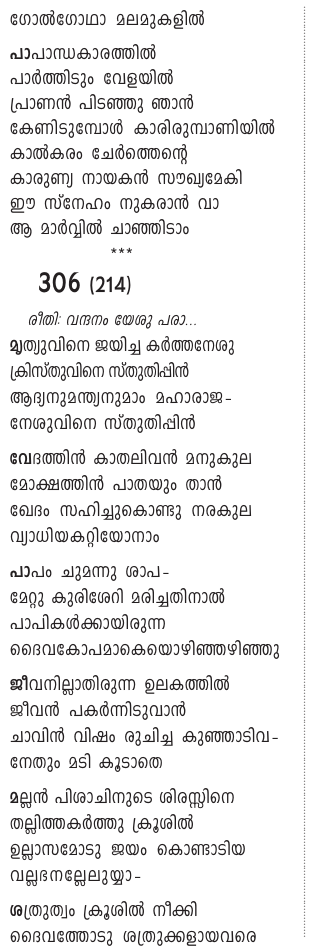 ഗോൽഗോഥാ മലമുകളിൽ
പാപാന്ധകാരത്തിൽ
പാർത്തിടും വേളയിൽ
പ്രാണൻ പിടഞ്ഞു ഞാൻ
കേണിടുമ്പോൾ കാരിരുമ്പാണിയിൽ
കാൽകരം ചേർത്തെന്റെ
കാരുണ്യ നായകൻ സൗഖ്യമേകി
ഈ സ്നേഹം നുകരാൻ വാ
ആ മാർവ്വിൽ ചാഞ്ഞിടാം
***
306 (214)
രീതി: വന്ദനം യേശു പരാ...
മൃത്യുവിനെ ജയിച്ച കർത്തനേശു
ക്രിസ്തുവിനെ സ്തുതിപ്പിൻ
ആദ്യനുമന്ത്യനുമാം മഹാരാജ-
നേശുവിനെ സ്തുതിപ്പിൻ
വേദത്തിൻ കാതലിവൻ മനുകുല
മോക്ഷത്തിൻ പാതയും താൻ
ഖേദം സഹിച്ചുകൊണ്ടു നരകുല
വ്യാധിയകറ്റിയോനാം
പാപം ചുമന്നു ശാപ-
മേറ്റു കുരിശേറി മരിച്ചതിനാൽ
പാപികൾക്കായിരുന്ന
ദൈവകോപമാകെയൊഴിഞ്ഞഴിഞ്ഞു
ജീവനില്ലാതിരുന്ന ഉലകത്തിൽ
ജീവൻ പകർന്നിടുവാൻ
ചാവിൻ വിഷം രുചിച്ച കുഞ്ഞാടിവ-
നേതും മടി കൂടാതെ
മല്ലൻ പിശാചിനുടെ ശിരസ്സിനെ
തല്ലിത്തകർത്തു ക്രൂശിൽ
ഉല്ലാസമോടു ജയം കൊണ്ടാടിയ
വല്ലഭനല്ലേലുയ്യാ-
ശത്രുത്വം ക്രൂശിൽ നീക്കി
ദൈവത്തോടു ശത്രുക്കളായവരെ